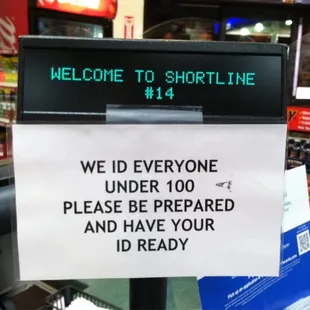 WELCOME TO SHORTLINE
#14
WE ID EVERYONE
UNDER 100
PLEASE BE PREPARED
AND HAVE YOUR
ID READY